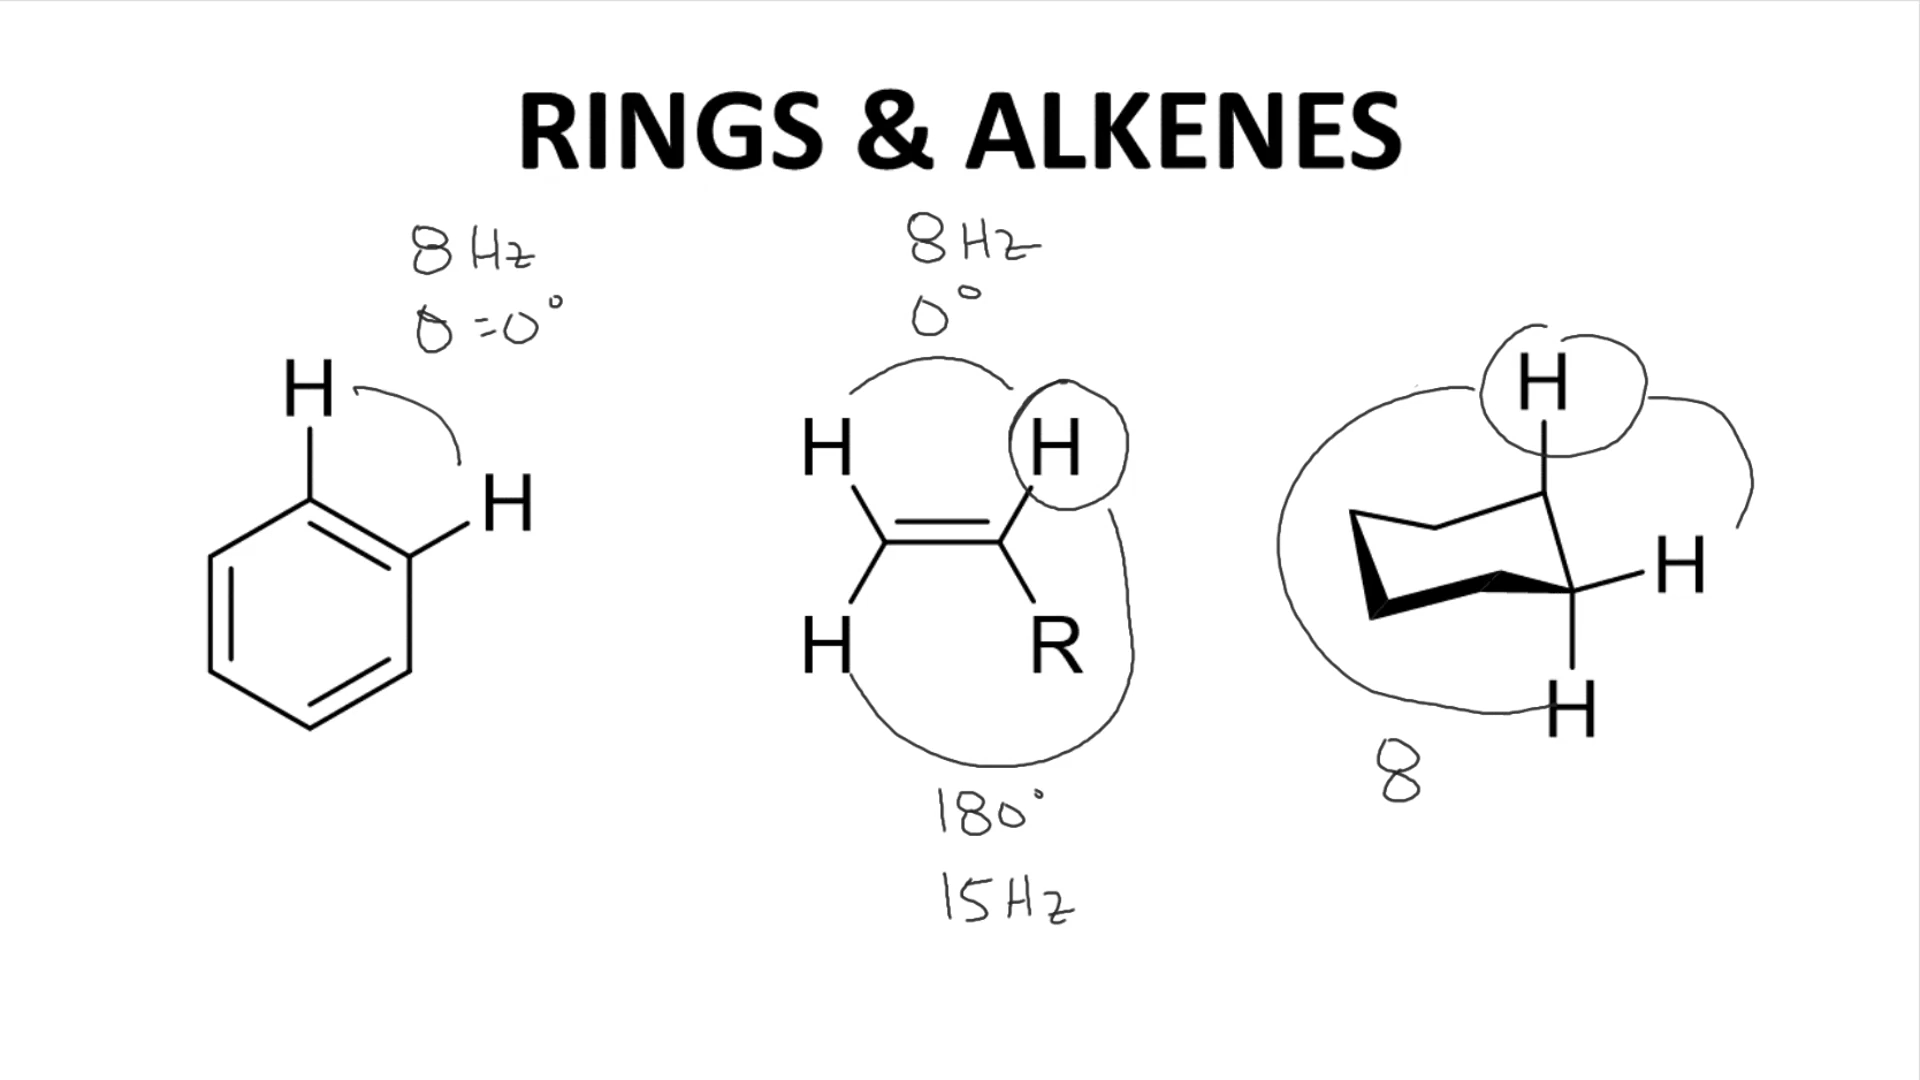 RINGS & ALKENES
8 Hz
θ = 0°
H
H
8 Hz
0°
H
H
H
R
180°
15 Hz
H
H
H
8